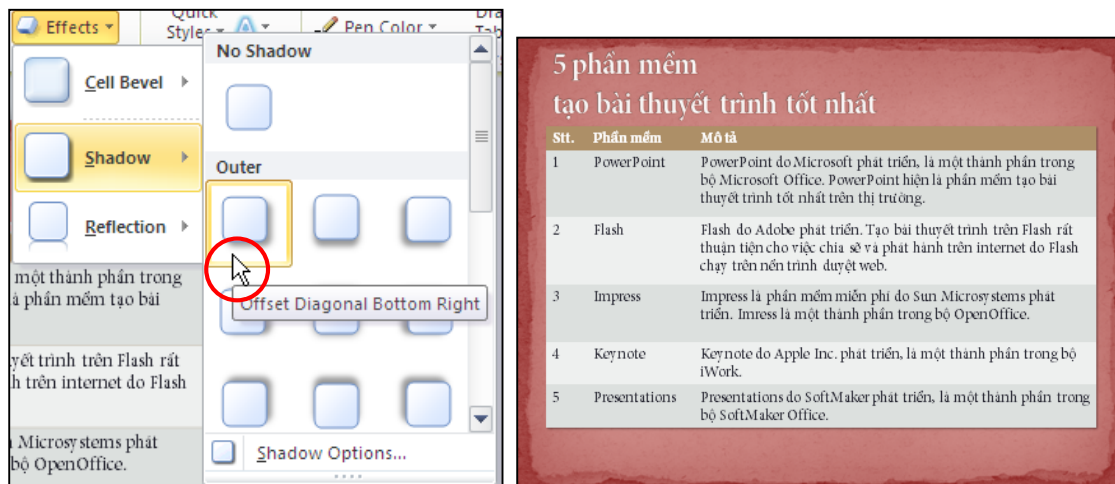 Effects
Quick
Styles
Pen Color
Dra
Tab
Cell Bevel
Shadow
Reflection
No Shadow
Outer
Offset Diagonal Bottom Right
Shadow Options...
một thành phần trong
à phần mềm tạo bài
yết trình trên Flash rất
h trên internet do Flash
Microsystems phát
bộ OpenOffice.
5 phần mềm
tạo bài thuyết trình tốt nhất
Stt. Phần mềm Mô tả
1 PowerPoint PowerPoint do Microsoft phát triển, là một thành phần trong
bộ Microsoft Office. PowerPoint hiện là phần mềm tạo bài
thuyết trình tốt nhất trên thị trường.
2 Flash Flash do Adobe phát triển. Tạo bài thuyết trình trên Flash rất
thuận tiện cho việc chia sẽ và phát hành trên internet do Flash
chạy trên nền trình duyệt web.
3 Impress Impress là phần mềm miễn phí do Sun Microsystems phát
triển. Imress là một thành phần trong bộ OpenOffice.
4 Keynote Keynote do Apple Inc. phát triển, là một thành phần trong bộ
iWork.
5 Presentations Presentations do SoftMaker phát triển, là một thành phần trong
bộ SoftMaker Office.